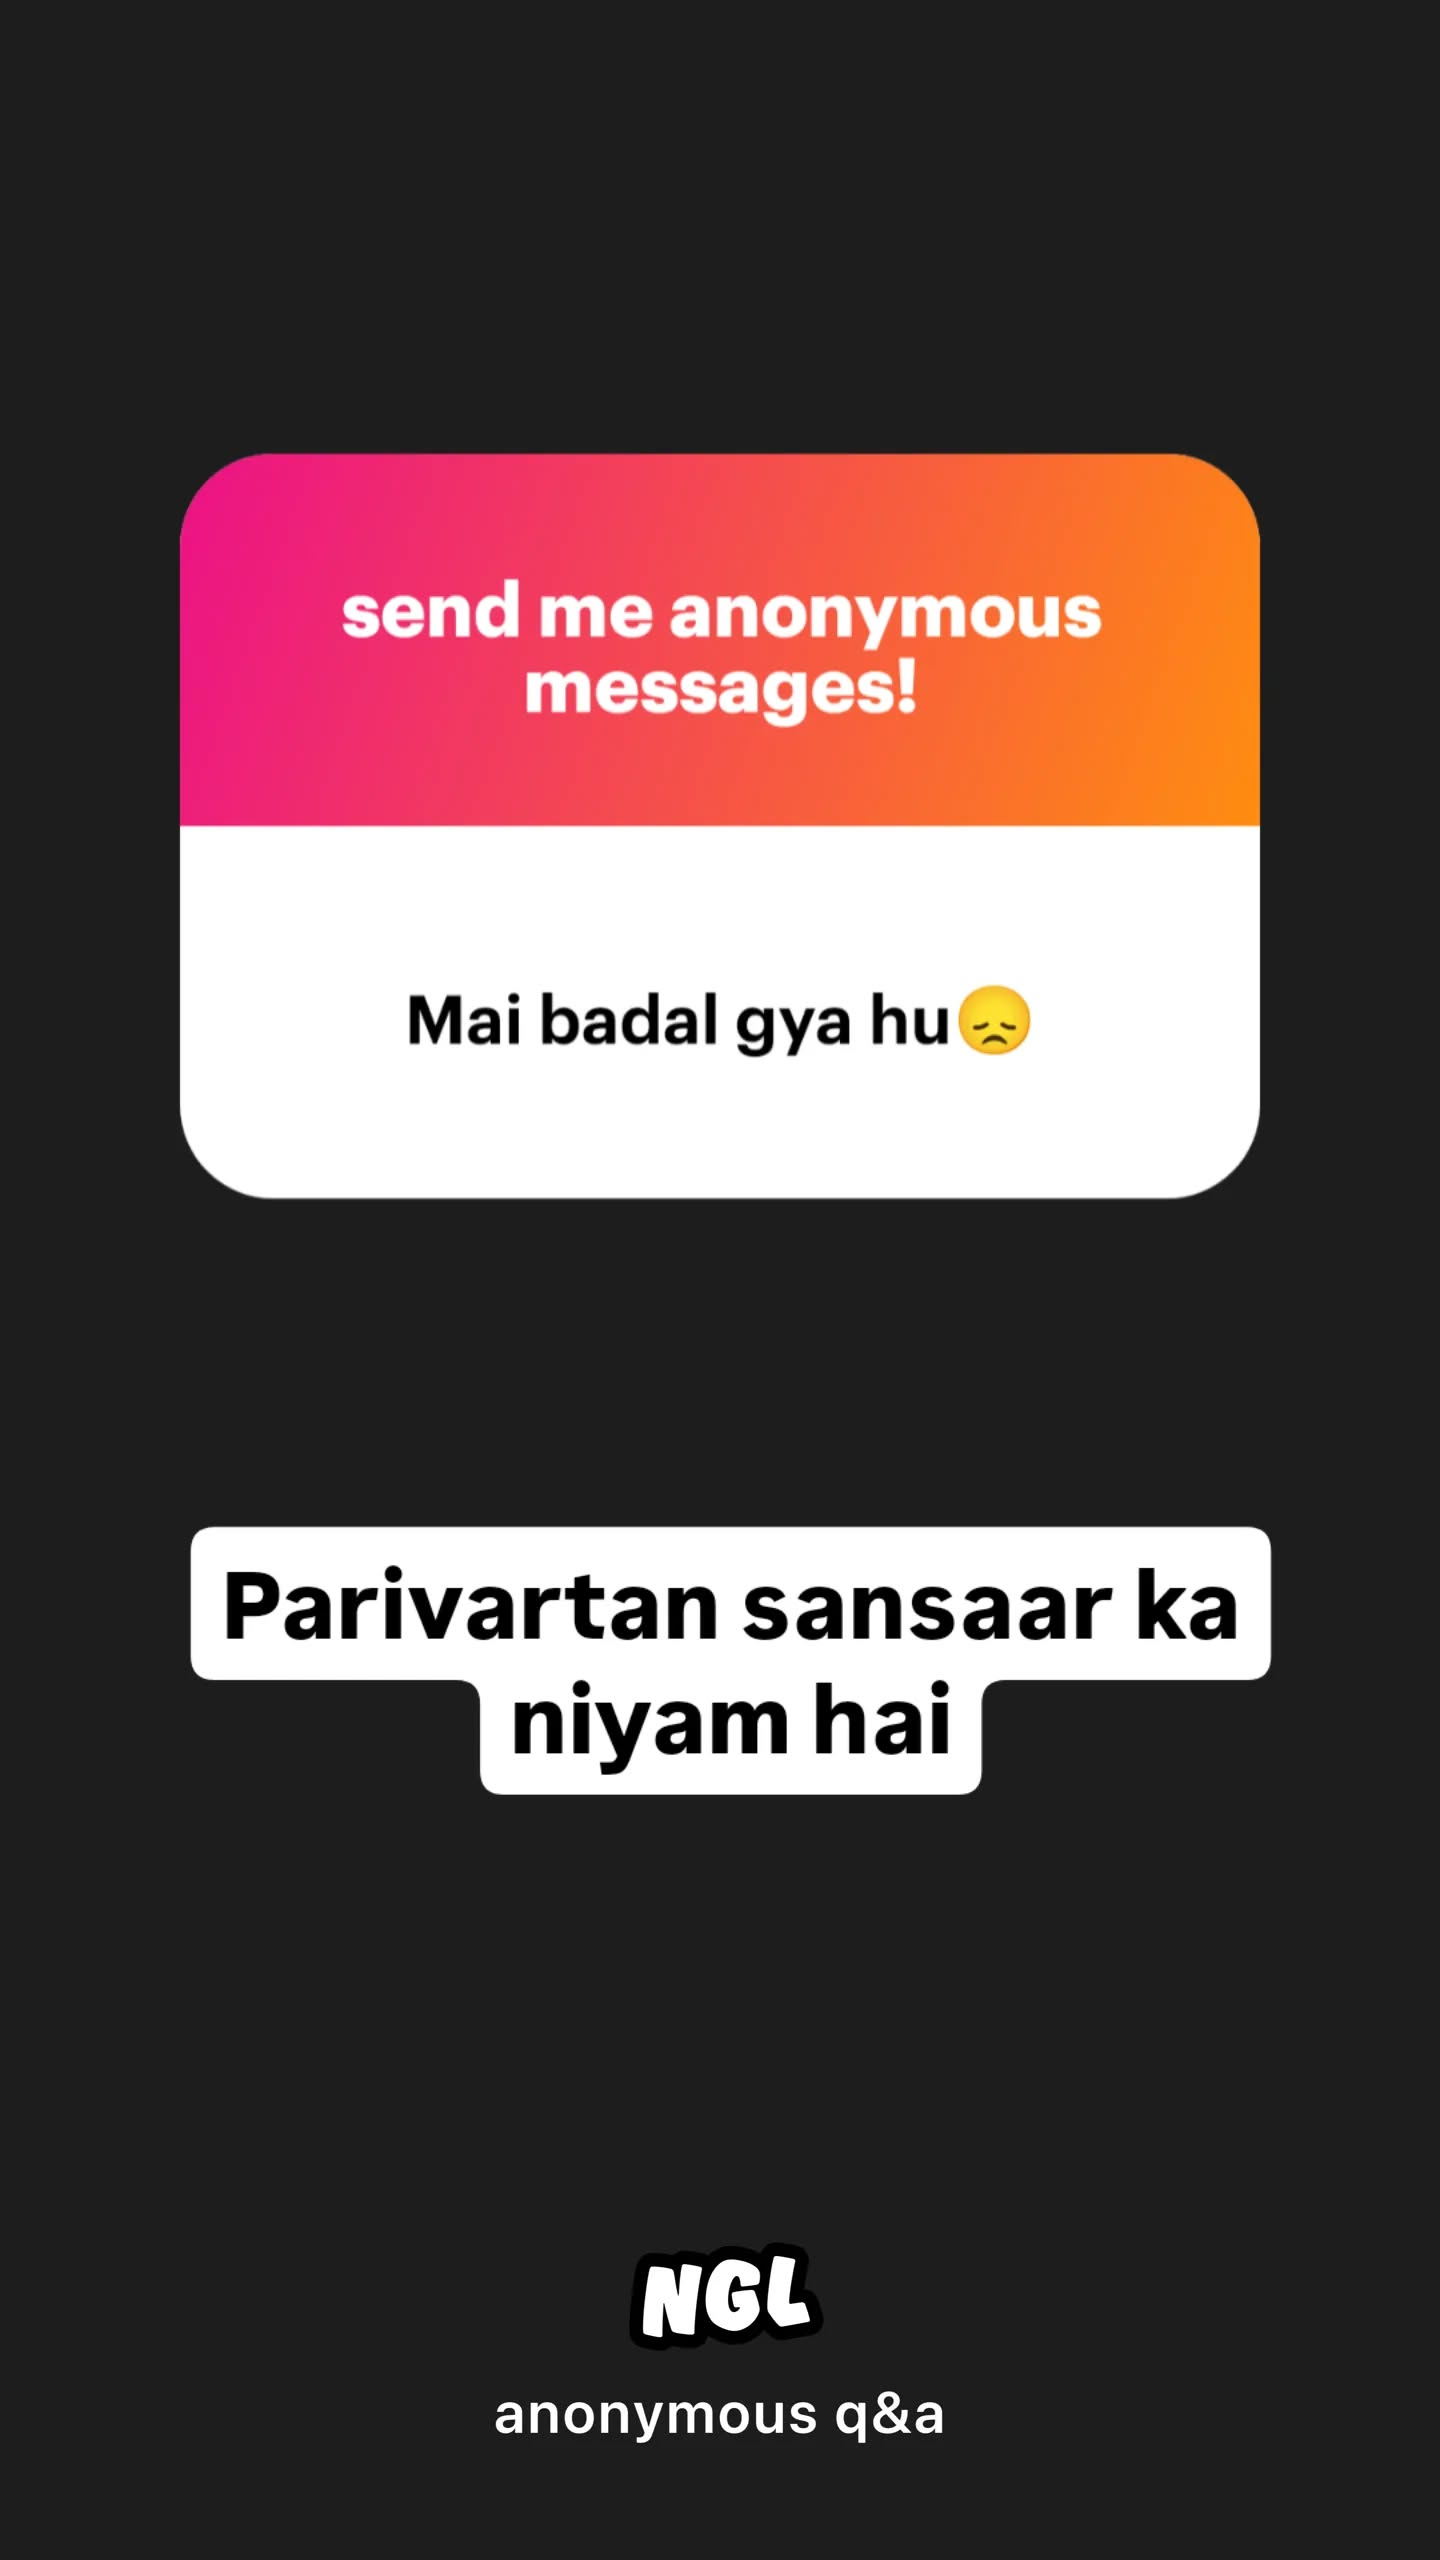 send me anonymous
messages!
Mai badal gya hu😞
Parivartan sansaar ka
niyam hai
NGL
anonymous q&a